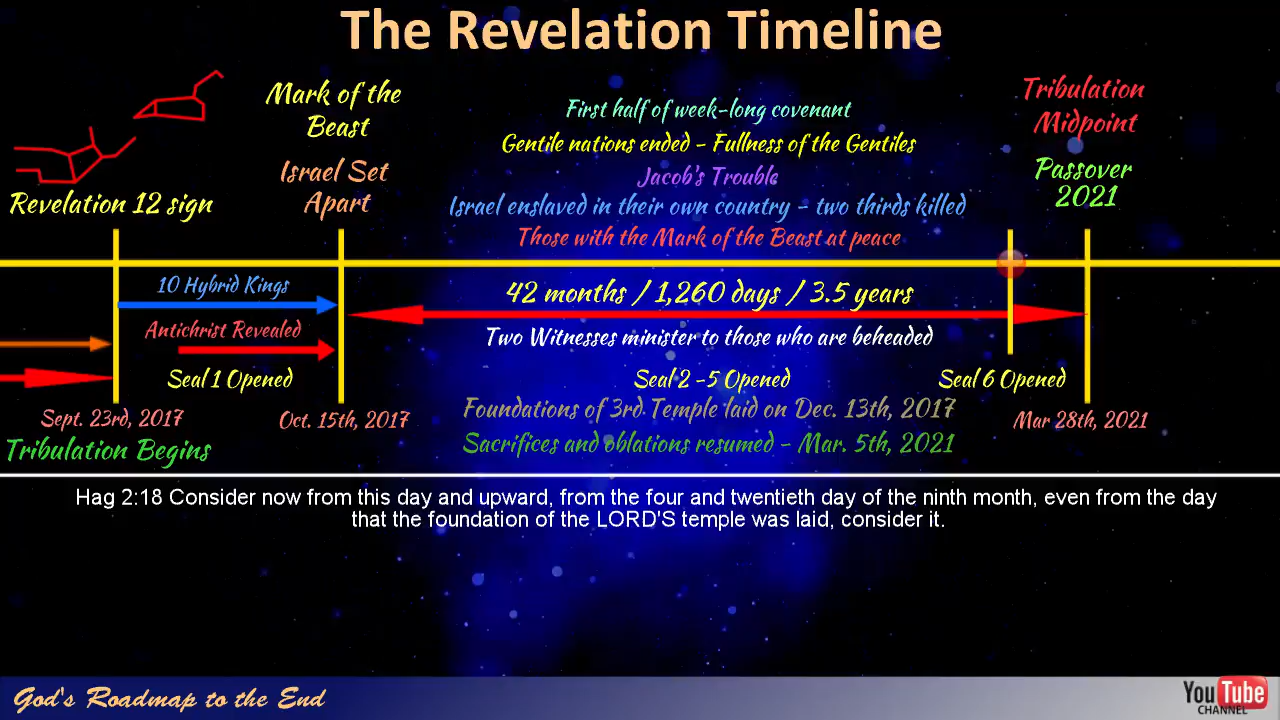 The Revelation Timeline
Revelation 12 sign
Mark of the
Beast
Israel Set
Apart
First half of week-long covenant
Gentile nations ended - Fullness of the Gentiles
Jacob's Trouble
Israel enslaved in their own country - two thirds killed
Those with the Mark of the Beast at peace
Tribulation
Midpoint
Passover
2021
10 Hybrid Kings
Antichrist Revealed
Seal 1 Opened
42 months / 1,260 days / 3.5 years
Two Witnesses minister to those who are beheaded
Seal 2 -5 Opened
Seal 6 Opened
Sept. 23rd, 2017
Tribulation Begins
Oct. 15th, 2017
Foundations of 3rd Temple laid on Dec. 13th, 2017
Sacrifices and oblations resumed - Mar. 5th, 2021
Mar 28th, 2021
Hag 2:18 Consider now from this day and upward, from the four and twentieth day of the ninth month, even from the day
that the foundation of the LORD'S temple was laid, consider it.
God's Roadmap to the End
YouTube
CHANNEL